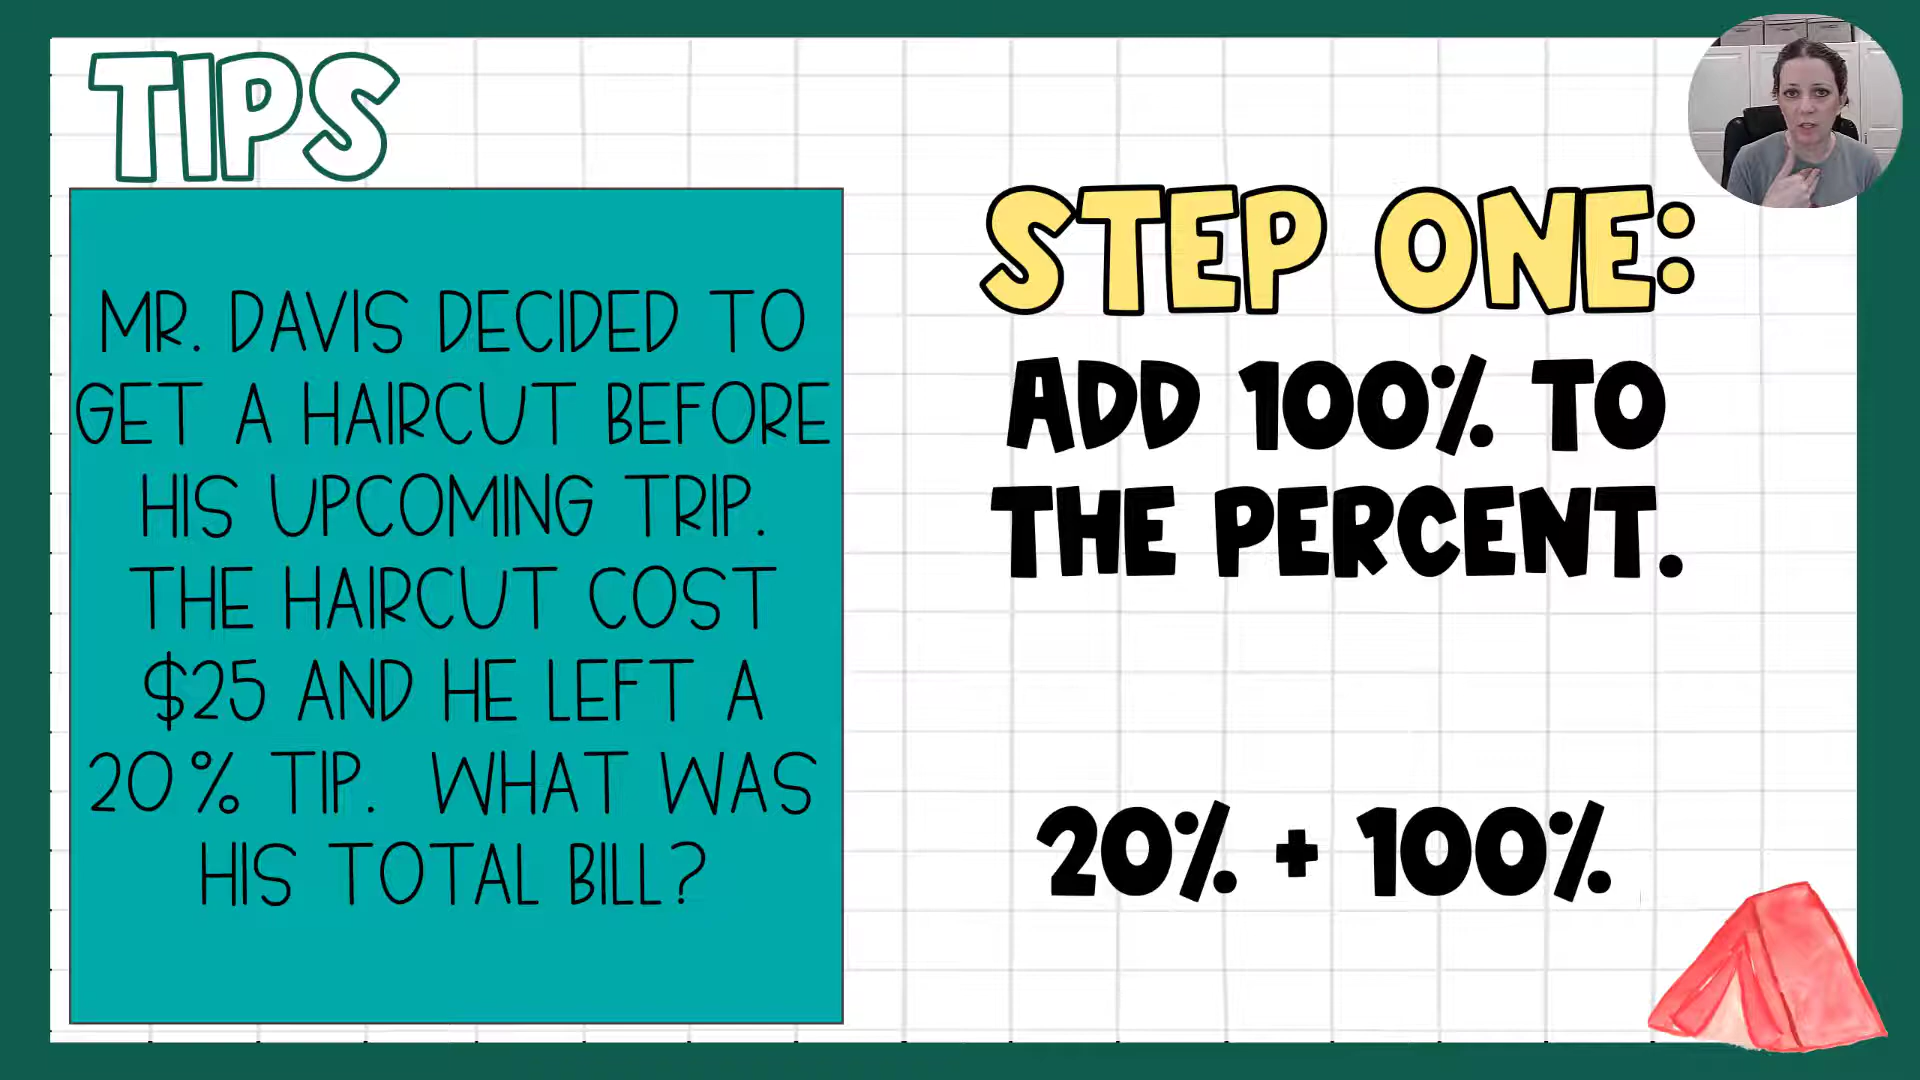 TIPS
MR. DAVIS DECIDED TO
GET A HAIRCUT BEFORE
HIS UPCOMING TRIP.
THE HAIRCUT COST
$25 AND HE LEFT A
20% TIP. WHAT WAS
HIS TOTAL BILL?
STEP ONE:
ADD 100% TO
THE PERCENT.
20% + 100%